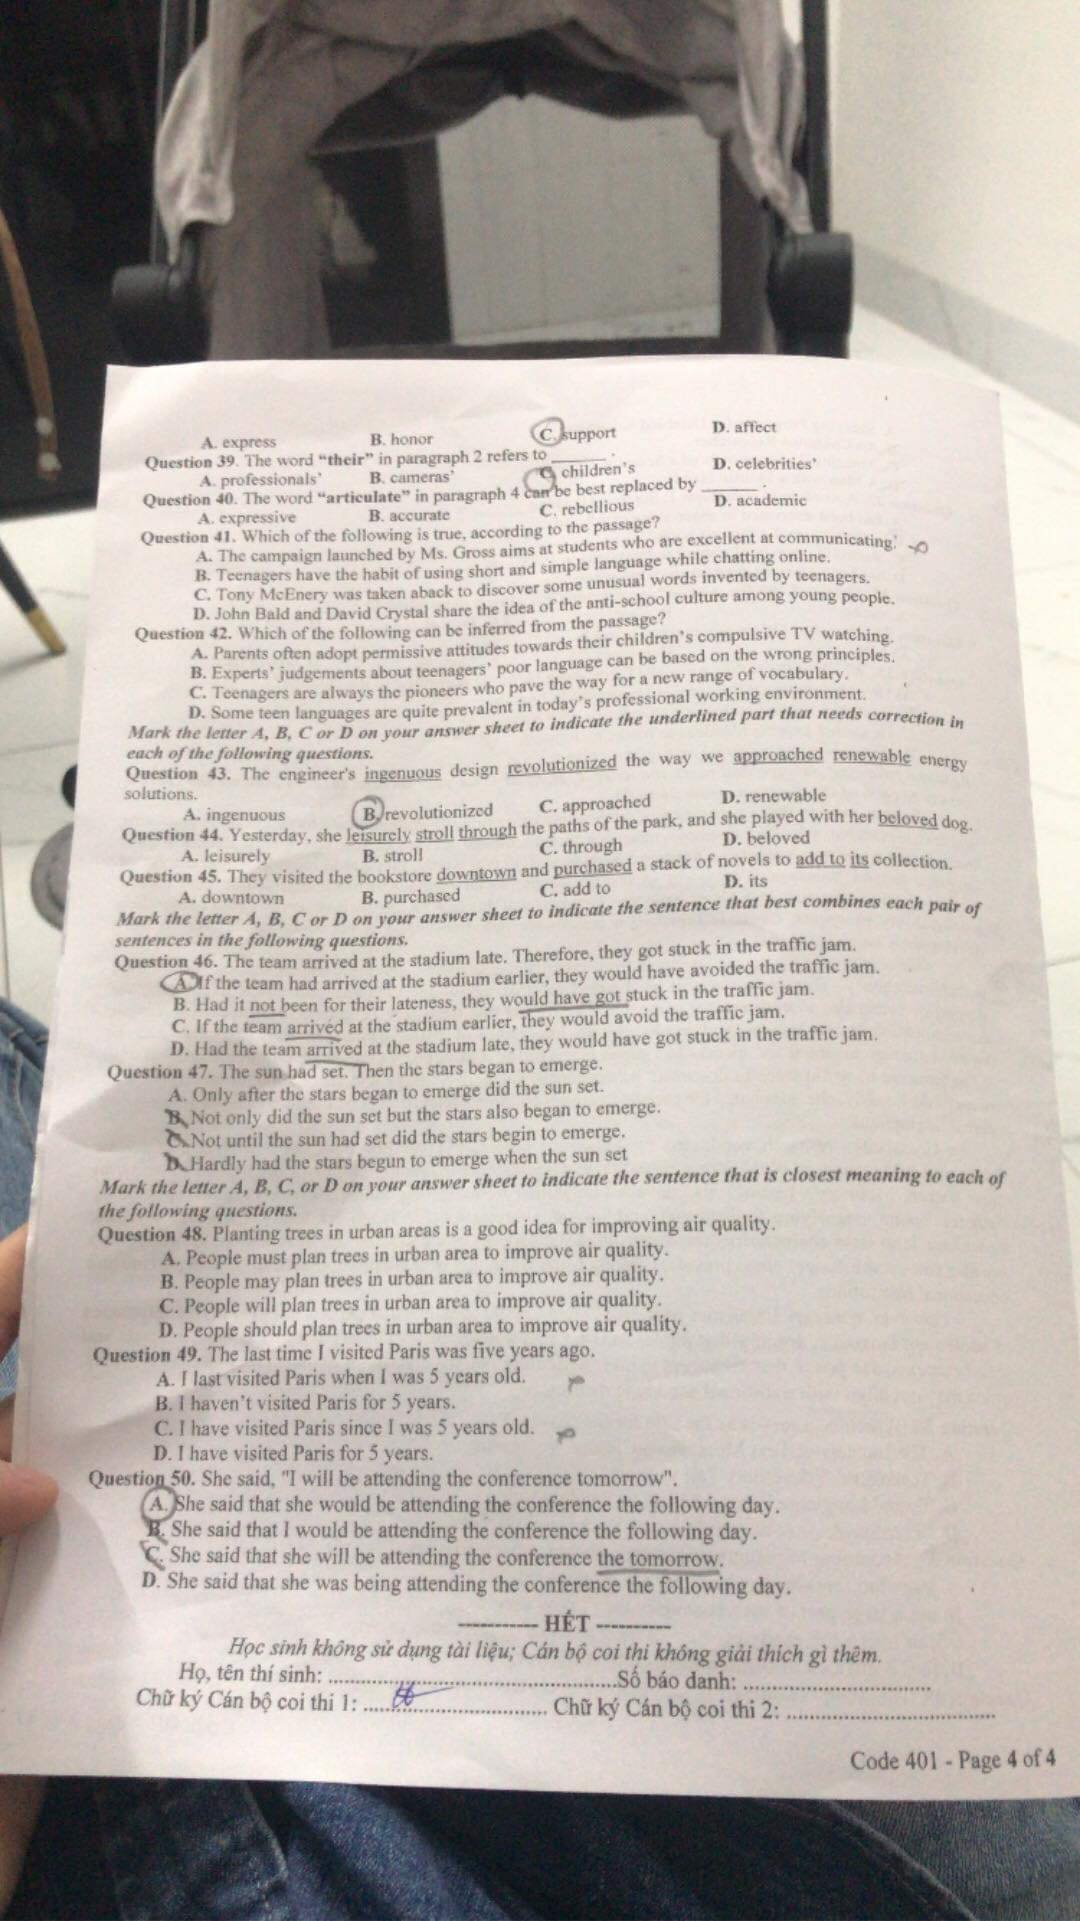 A. express B. honor C. support D. affect
Question 39. The word “their” in paragraph 2 refers to ______ .
A. professionals’ B. cameras’ C. children’s D. celebrities’
Question 40. The word “articulate” in paragraph 4 can be best replaced by ______ .
A. expressive B. accurate C. rebellious D. academic
Question 41. Which of the following is true, according to the passage?
A. The campaign launched by Ms. Gross aims at students who are excellent at communicating.
B. Teenagers have the habit of using short and simple language while chatting online.
C. Tony McEnery was taken aback to discover some unusual words invented by teenagers.
D. John Bald and David Crystal share the idea of the anti-school culture among young people.
Question 42. Which of the following can be inferred from the passage?
A. Parents often adopt permissive attitudes towards their children’s compulsive TV watching.
B. Experts’ judgements about teenagers’ poor language can be based on the wrong principles.
C. Teenagers are always the pioneers who pave the way for a new range of vocabulary.
D. Some teen languages are quite prevalent in today’s professional working environment.
Mark the letter A, B, C or D on your answer sheet to indicate the underlined part that needs correction in
each of the following questions.
Question 43. The engineer's ingenuous design revolutionized the way we approached renewable energy
solutions.
A. ingenuous B. revolutionized C. approached D. renewable
Question 44. Yesterday, she leisurely stroll through the paths of the park, and she played with her beloved dog.
A. leisurely B. stroll C. through D. beloved
Question 45. They visited the bookstore downtown and purchased a stack of novels to add to its collection.
A. downtown B. purchased C. add to D. its
Mark the letter A, B, C or D on your answer sheet to indicate the sentence that best combines each pair of
sentences in the following questions.
Question 46. The team arrived at the stadium late. Therefore, they got stuck in the traffic jam.
A. If the team had arrived at the stadium earlier, they would have avoided the traffic jam.
B. Had it not been for their lateness, they would have got stuck in the traffic jam.
C. If the team arrived at the stadium earlier, they would avoid the traffic jam.
D. Had the team arrived at the stadium late, they would have got stuck in the traffic jam.
Question 47. The sun had set. Then the stars began to emerge.
A. Only after the stars began to emerge did the sun set.
B. Not only did the sun set but the stars also began to emerge.
C. Not until the sun had set did the stars begin to emerge.
D. Hardly had the stars begun to emerge when the sun set
Mark the letter A, B, C, or D on your answer sheet to indicate the sentence that is closest meaning to each of
the following questions.
Question 48. Planting trees in urban areas is a good idea for improving air quality.
A. People must plan trees in urban area to improve air quality.
B. People may plan trees in urban area to improve air quality.
C. People will plan trees in urban area to improve air quality.
D. People should plan trees in urban area to improve air quality.
Question 49. The last time I visited Paris was five years ago.
A. I last visited Paris when I was 5 years old.
B. I haven’t visited Paris for 5 years.
C. I have visited Paris since I was 5 years old.
D. I have visited Paris for 5 years.
Question 50. She said, "I will be attending the conference tomorrow".
A. She said that she would be attending the conference the following day.
B. She said that I would be attending the conference the following day.
C. She said that she will be attending the conference the tomorrow.
D. She said that she was being attending the conference the following day.
----------- HẾT -----------
Học sinh không sử dụng tài liệu; Cán bộ coi thi không giải thích gì thêm.
Họ, tên thí sinh: ................................................Số báo danh: ...............................
Chữ ký Cán bộ coi thi 1: .............................. Chữ ký Cán bộ coi thi 2: ..................................
Code 401 - Page 4 of 4